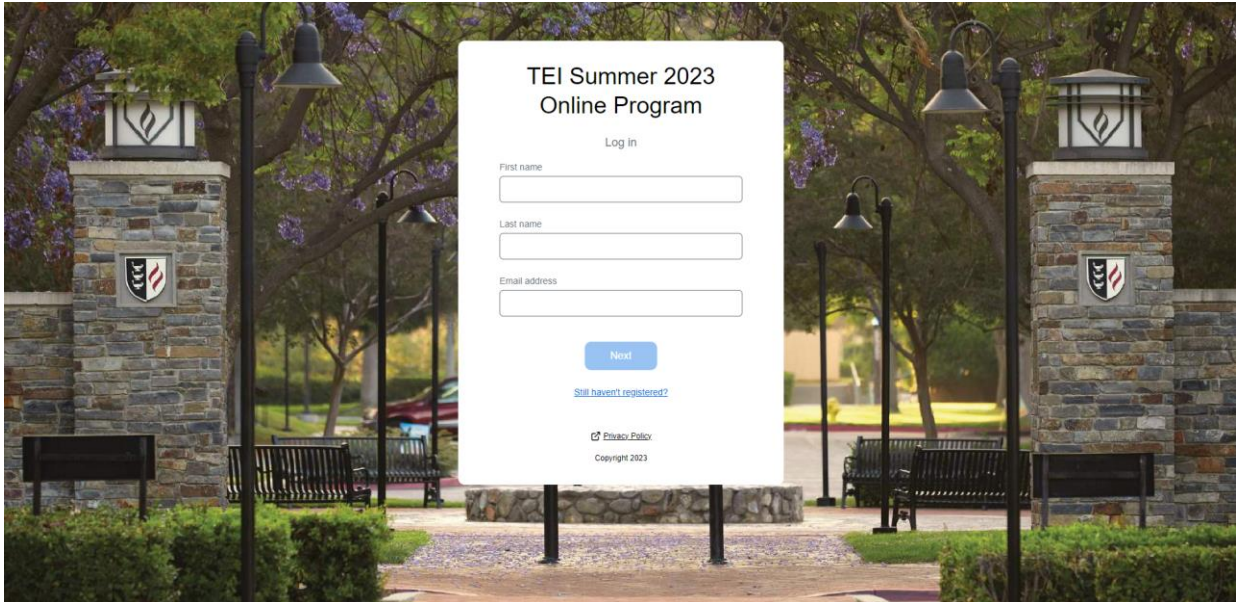 TEI Summer 2023
Online Program
Log in
First name
Last name
Email address
Next
Still haven't registered?
Privacy Policy
Copyright 2023